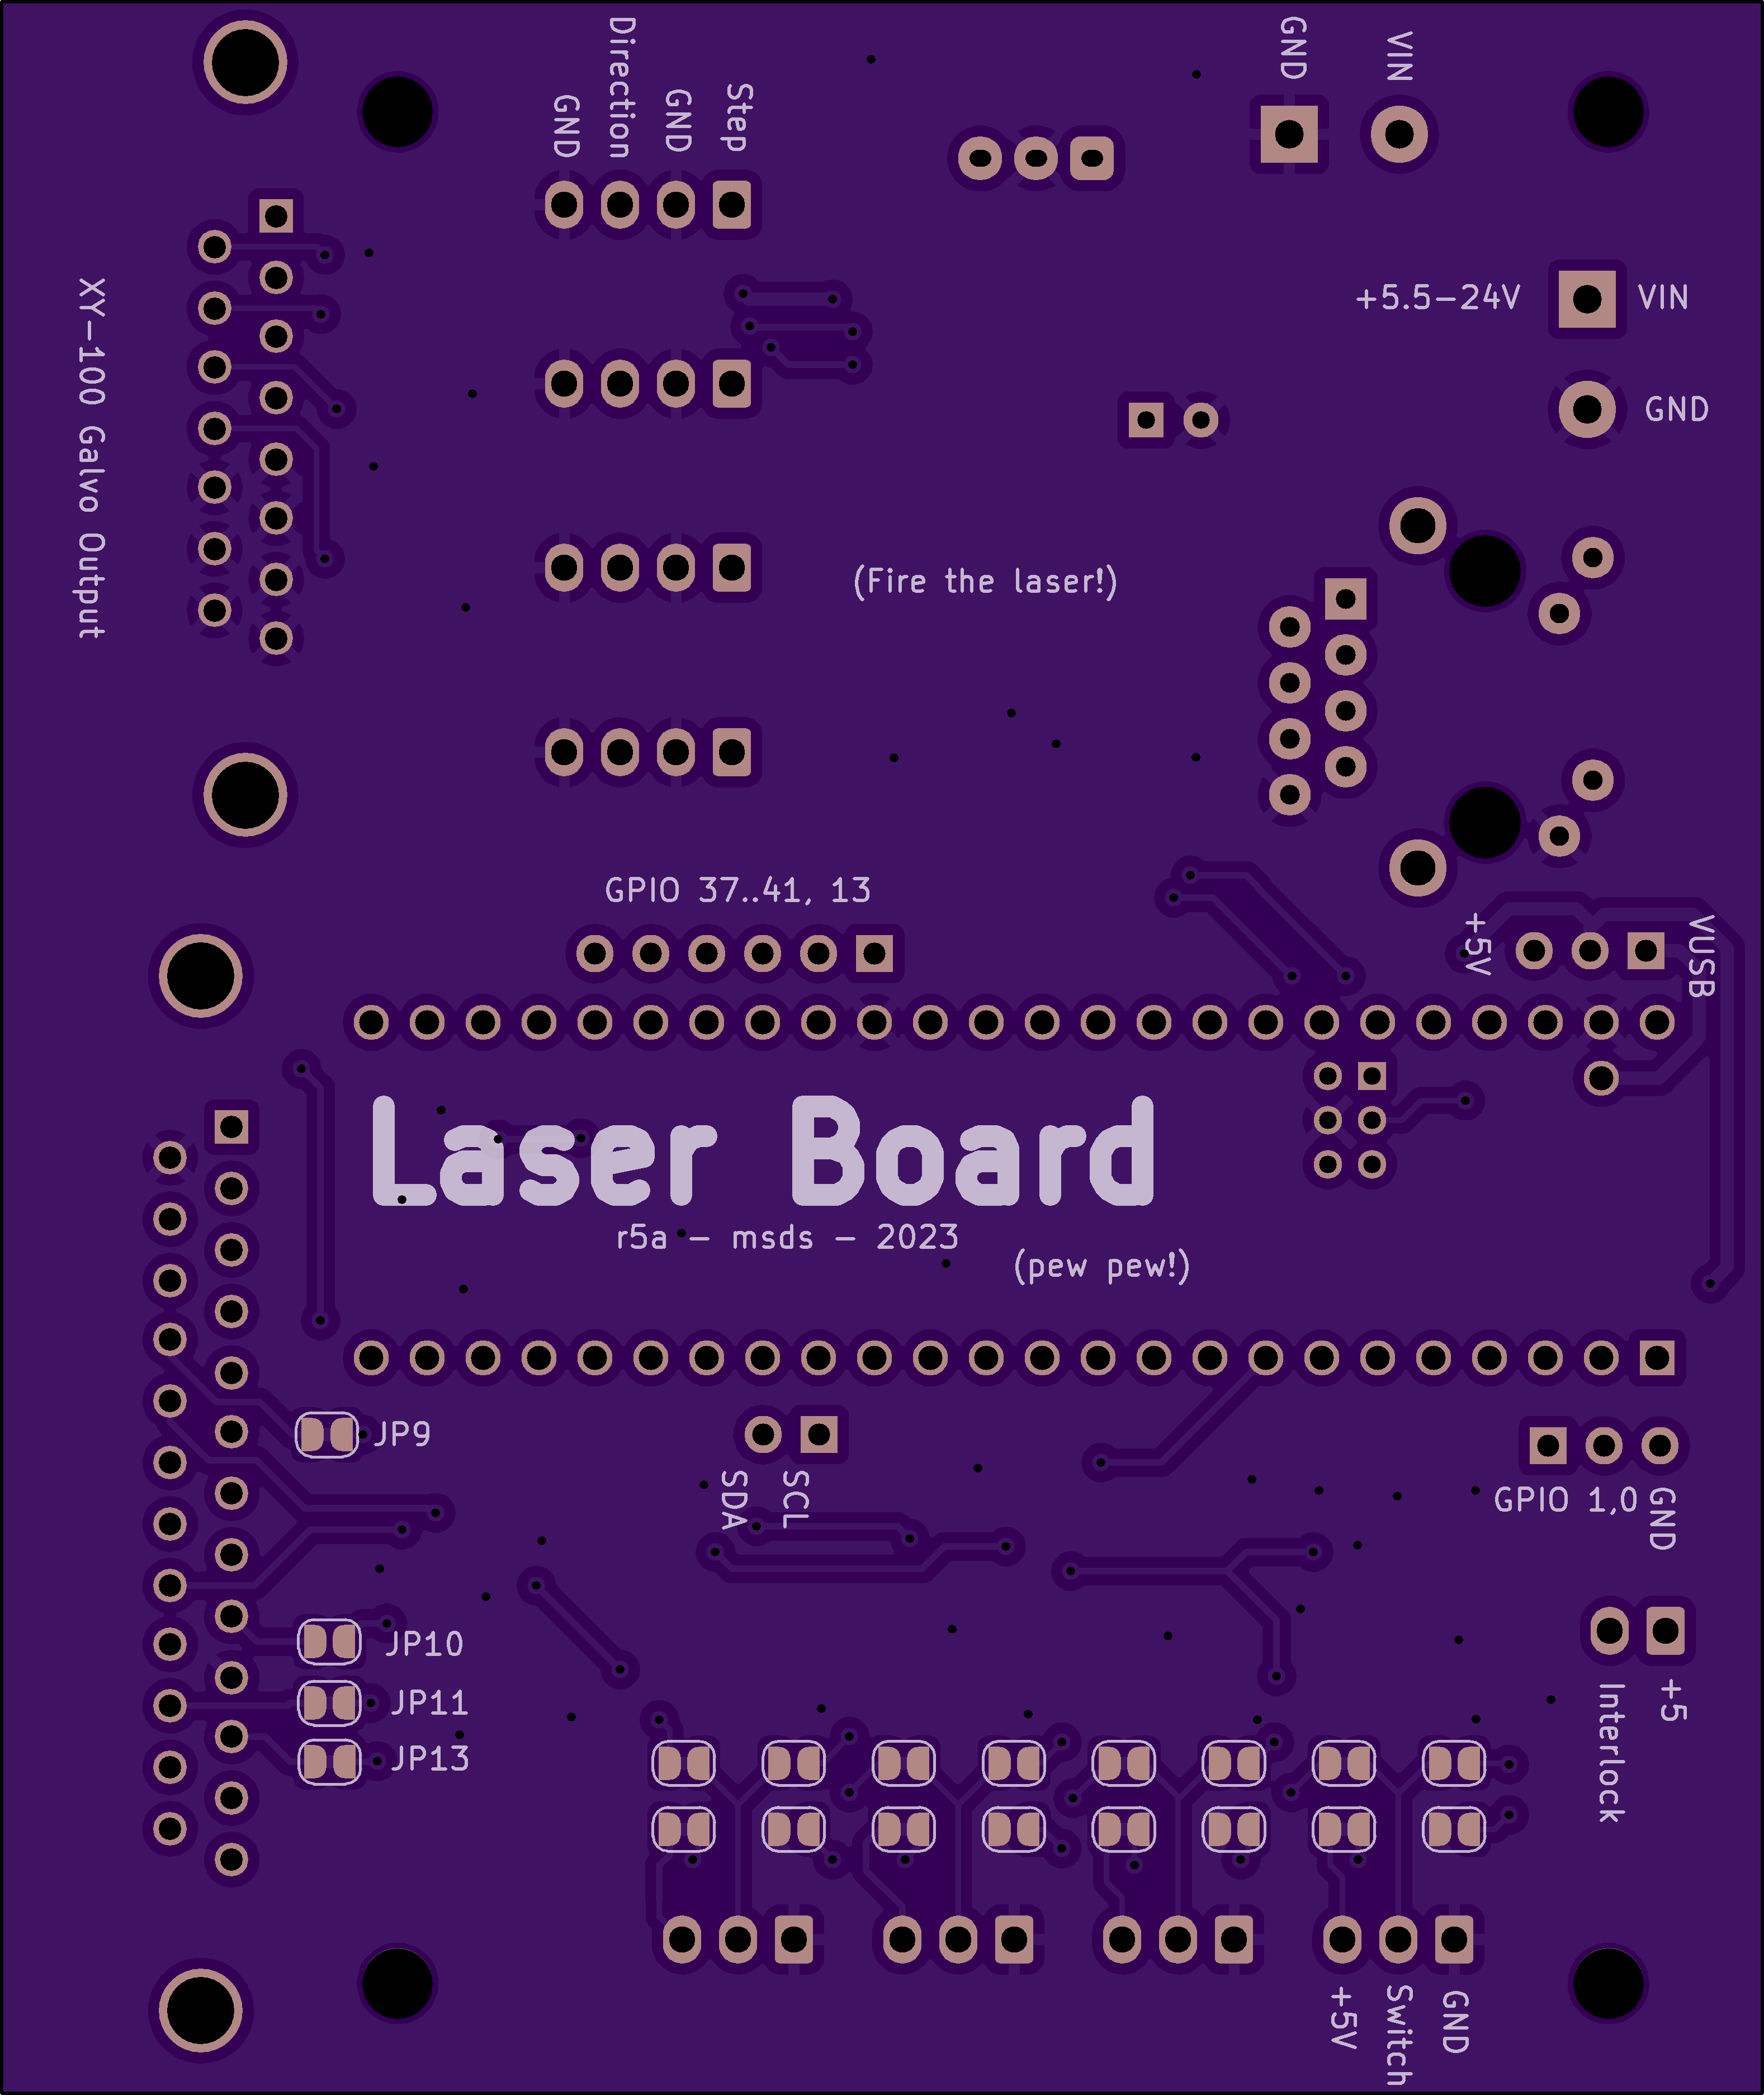 GND
Direction
GND
Step
GND
VIN
+5.5-24V
VIN
GND
XY-100 Galvo Output
(Fire the laser!)
GPIO 37..41, 13
+5V
VUSB
Laser Board
r5a - msds - 2023
(pew pew!)
JP9
SDA
SCL
GPIO 1,0
GND
JP10
JP11
JP13
Interlock
+5
+5V
Switch
GND